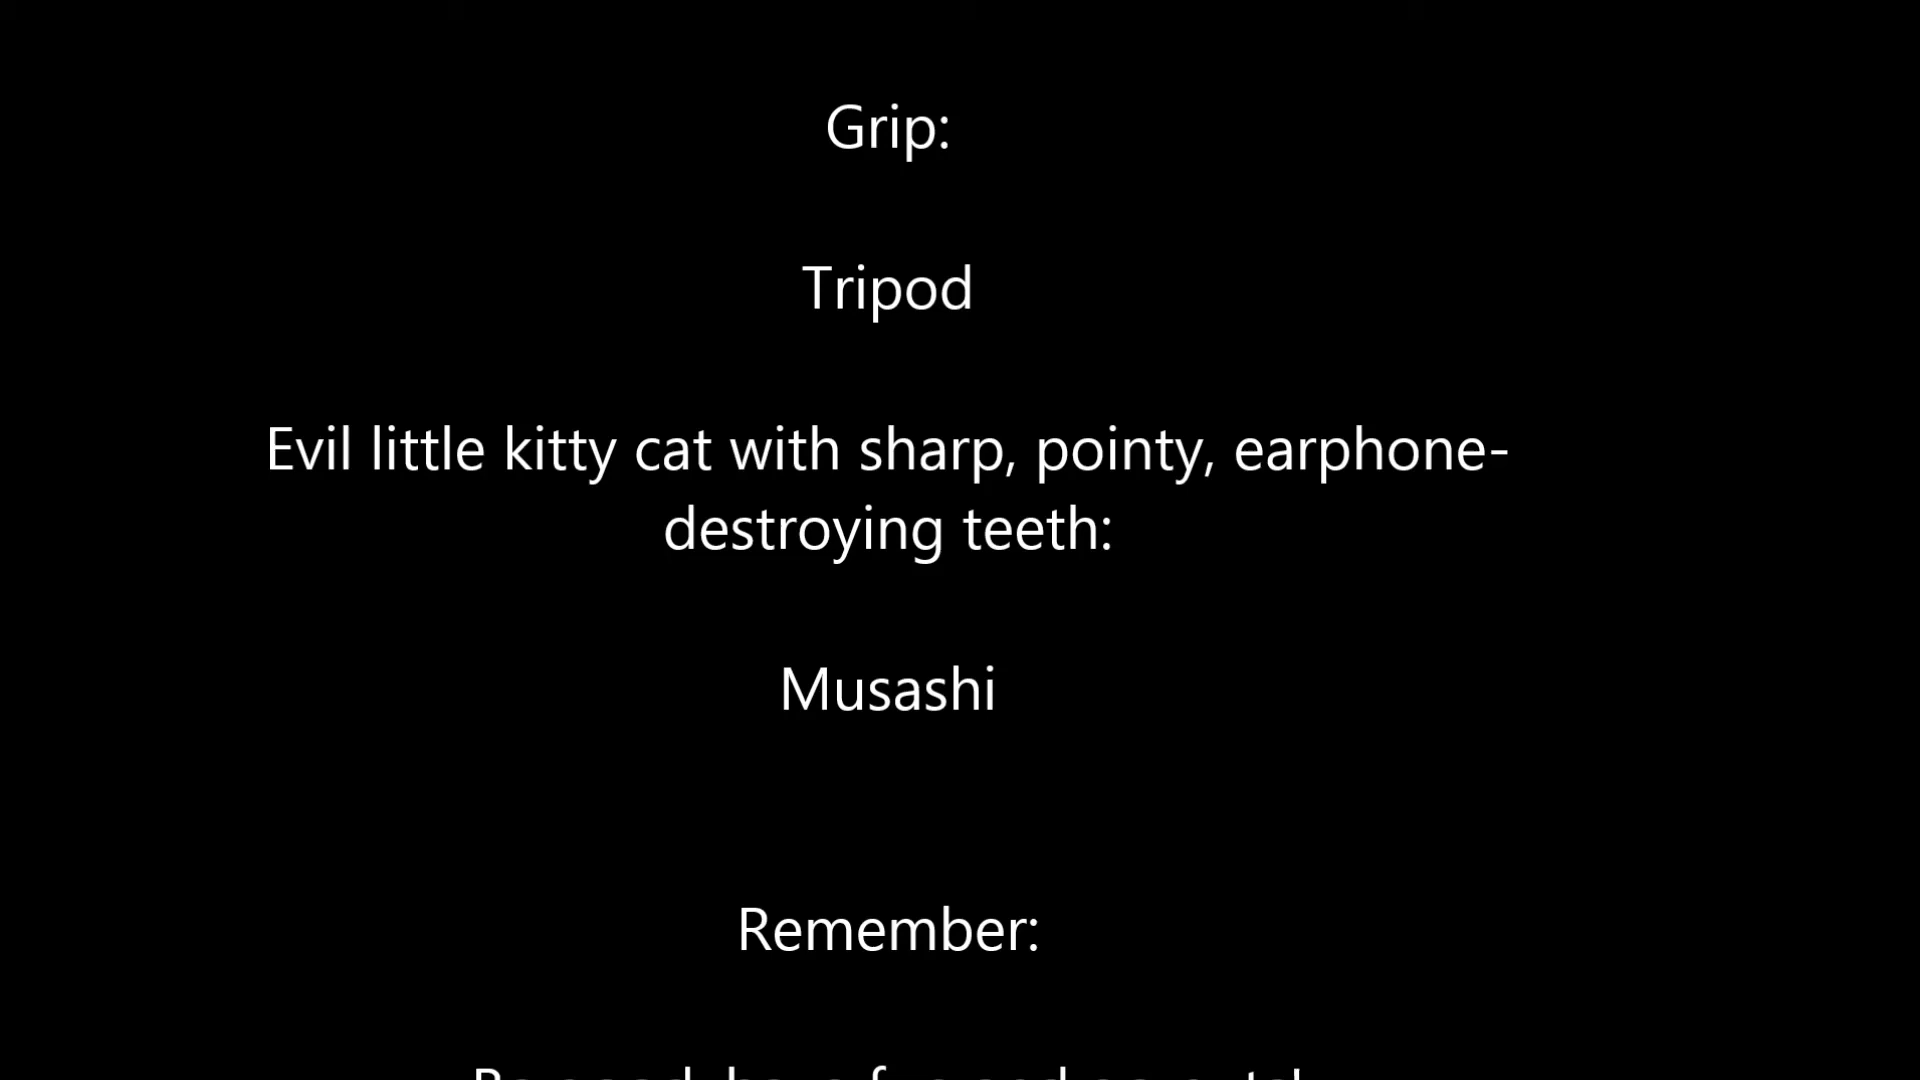 Grip:
Tripod
Evil little kitty cat with sharp, pointy, earphone-
destroying teeth:
Musashi
Remember: